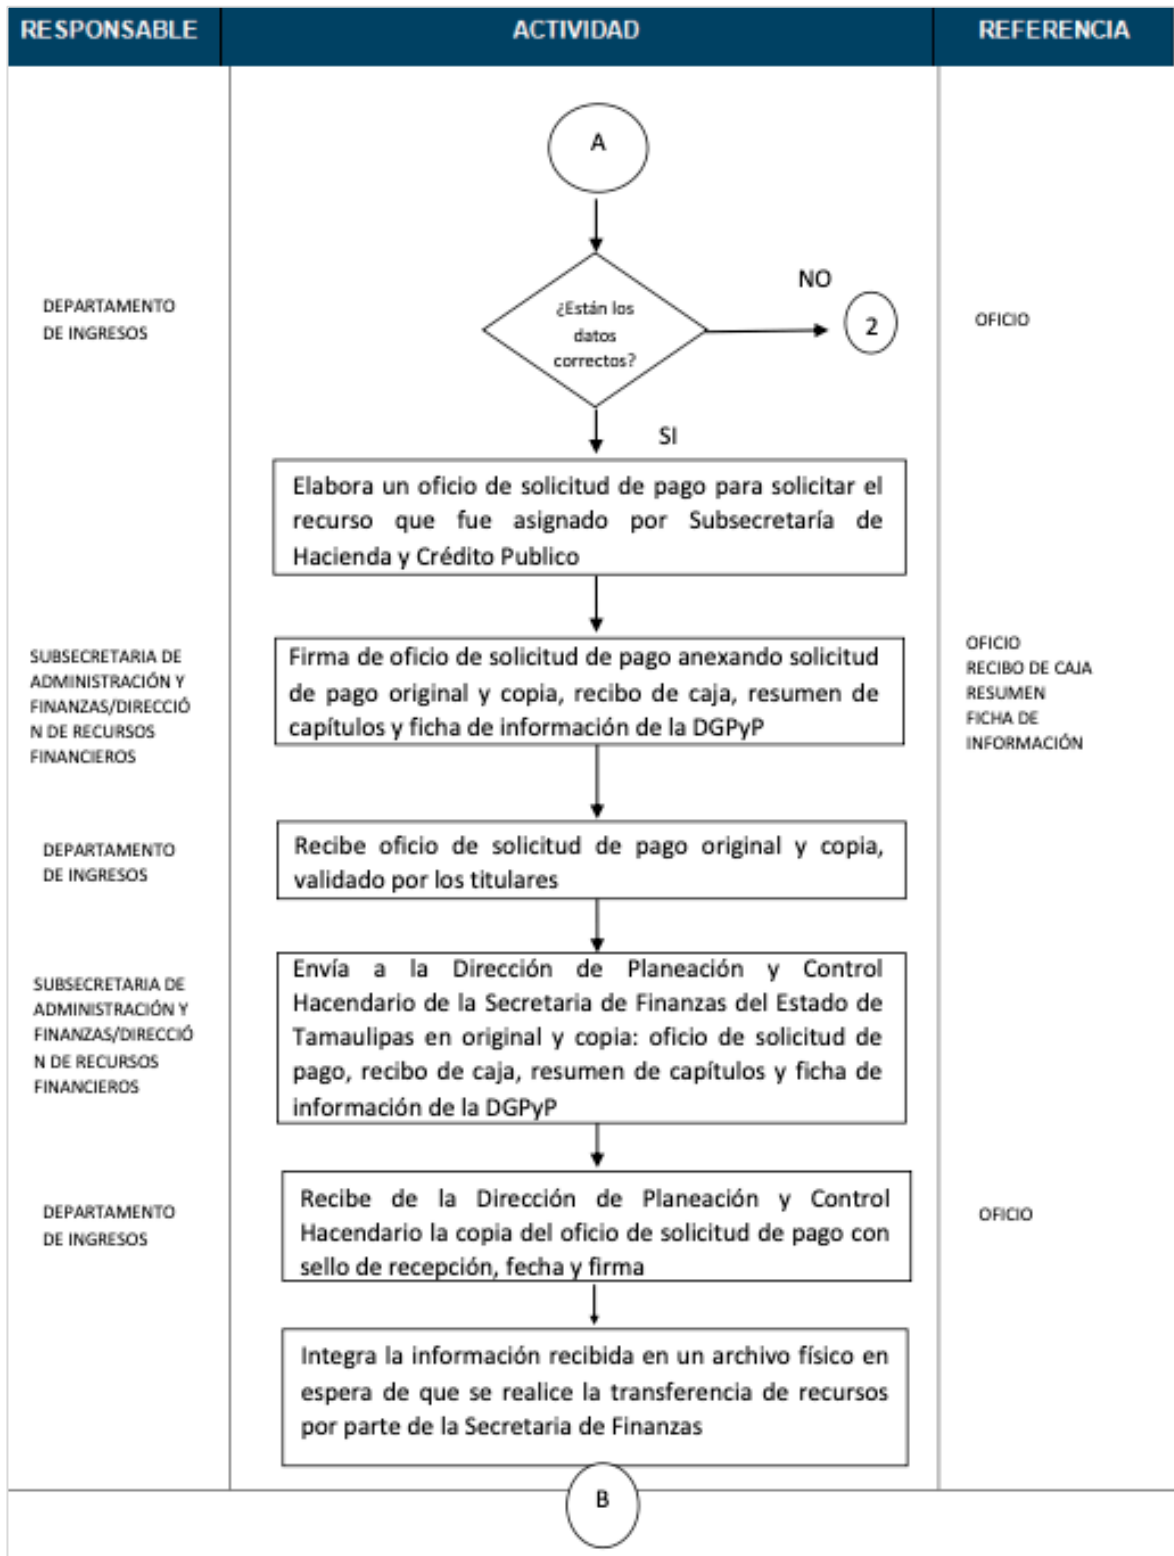 RESPONSABLE
ACTIVIDAD
REFERENCIA
A
DEPARTAMENTO
DE INGRESOS
¿Están los
datos
correctos?
NO
2
OFICIO
SI
Elabora un oficio de solicitud de pago para solicitar el
recurso que fue asignado por Subsecretaría de
Hacienda y Crédito Publico
SUBSECRETARIA DE
ADMINISTRACIÓN Y
FINANZAS/DIRECCIÓ
N DE RECURSOS
FINANCIEROS
Firma de oficio de solicitud de pago anexando solicitud
de pago original y copia, recibo de caja, resumen de
capítulos y ficha de información de la DGPyP
OFICIO
RECIBO DE CAJA
RESUMEN
FICHA DE
INFORMACIÓN
DEPARTAMENTO
DE INGRESOS
Recibe oficio de solicitud de pago original y copia,
validado por los titulares
SUBSECRETARIA DE
ADMINISTRACIÓN Y
FINANZAS/DIRECCIÓ
N DE RECURSOS
FINANCIEROS
Envía a la Dirección de Planeación y Control
Hacendario de la Secretaria de Finanzas del Estado de
Tamaulipas en original y copia: oficio de solicitud de
pago, recibo de caja, resumen de capítulos y ficha de
información de la DGPyP
DEPARTAMENTO
DE INGRESOS
Recibe de la Dirección de Planeación y Control
Hacendario la copia del oficio de solicitud de pago con
sello de recepción, fecha y firma
OFICIO
Integra la información recibida en un archivo físico en
espera de que se realice la transferencia de recursos
por parte de la Secretaria de Finanzas
B